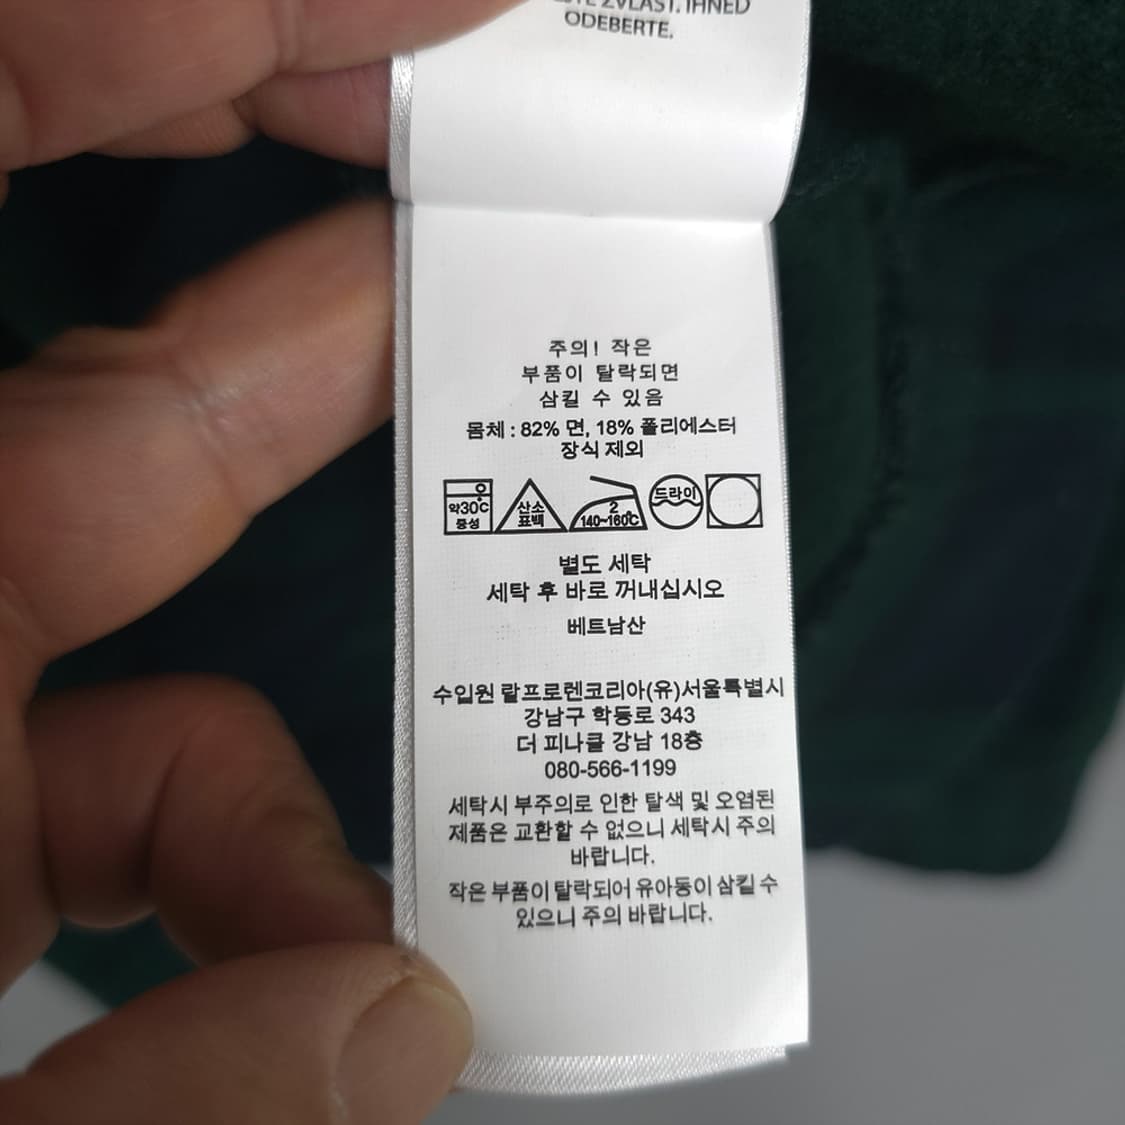 ZVLÁŠŤ. IHNED
ODEBERTE.
주의! 작은
부품이 탈락되면
삼킬 수 있음
몸체 : 82% 면, 18% 폴리에스터
장식 제외
약30℃
중성
산소
표백
2
140~160℃
드라이
별도 세탁
세탁 후 바로 꺼내십시오
베트남산
수입원 랄프로렌코리아(유)서울특별시
강남구 학동로 343
더 피나클 강남 18층
080-566-1199
세탁시 부주의로 인한 탈색 및 오염된
제품은 교환할 수 없으니 세탁시 주의
바랍니다.
작은 부품이 탈락되어 유아등이 삼킬 수
있으니 주의 바랍니다.